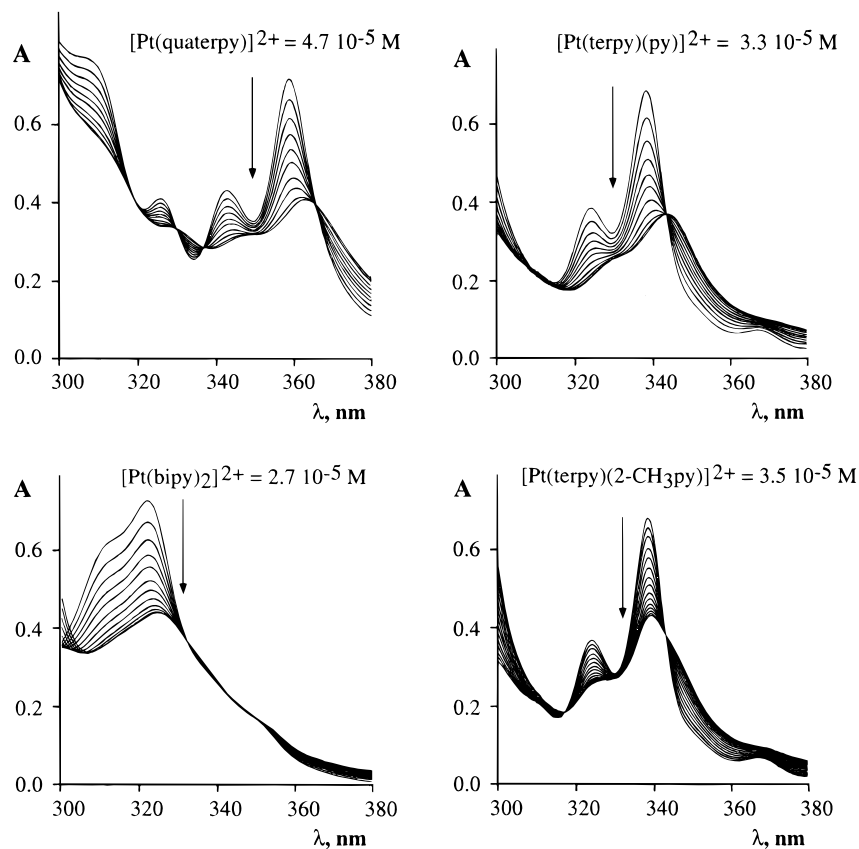 [Pt(quaterpy)]2+ = 4.7 10-5 M
A
0.6
0.4
0.2
0.0
300 320 340 360 380
λ, nm
[Pt(terpy)(py)]2+ = 3.3 10-5 M
A
0.6
0.4
0.2
0.0
300 320 340 360 380
λ, nm
[Pt(bipy)2]2+ = 2.7 10-5 M
A
0.6
0.4
0.2
0.0
300 320 340 360 380
λ, nm
[Pt(terpy)(2-CH3py)]2+ = 3.5 10-5 M
A
0.6
0.4
0.2
0.0
300 320 340 360 380
λ, nm